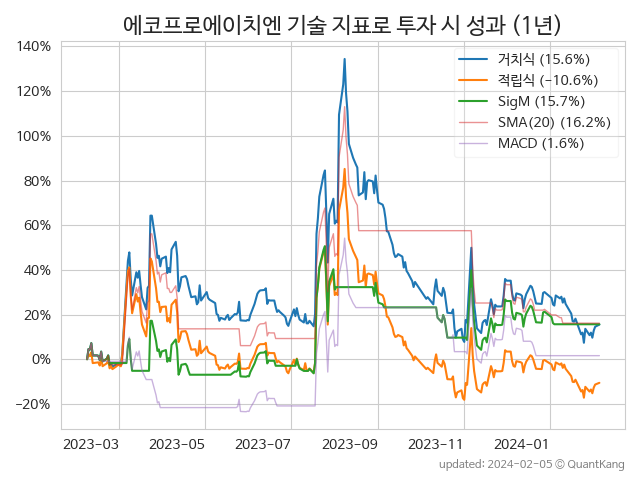 에코프로에이치엔 기술 지표로 투자 시 성과 (1년)
140%
120%
100%
80%
60%
40%
20%
0%
−20%
거치식 (15.6%)
적립식 (−10.6%)
SigM (15.7%)
SMA(20) (16.2%)
MACD (1.6%)
2023-03 2023-05 2023-07 2023-09 2023-11 2024-01
updated: 2024-02-05 © QuantKang